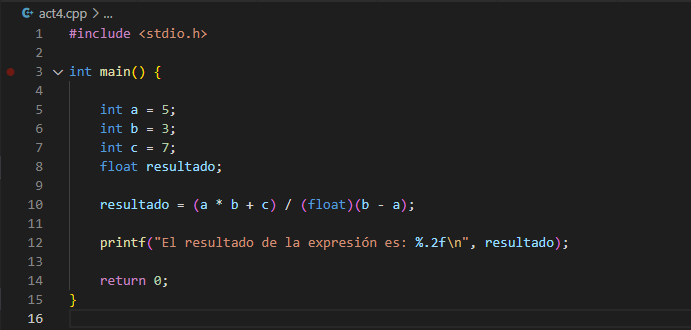 act4.cpp > ...
1 #include <stdio.h>
2
3 int main() {
4
5     int a = 5;
6     int b = 3;
7     int c = 7;
8     float resultado;
9
10     resultado = (a * b + c) / (float)(b - a);
11
12     printf("El resultado de la expresión es: %.2f\n", resultado);
13
14     return 0;
15 }
16